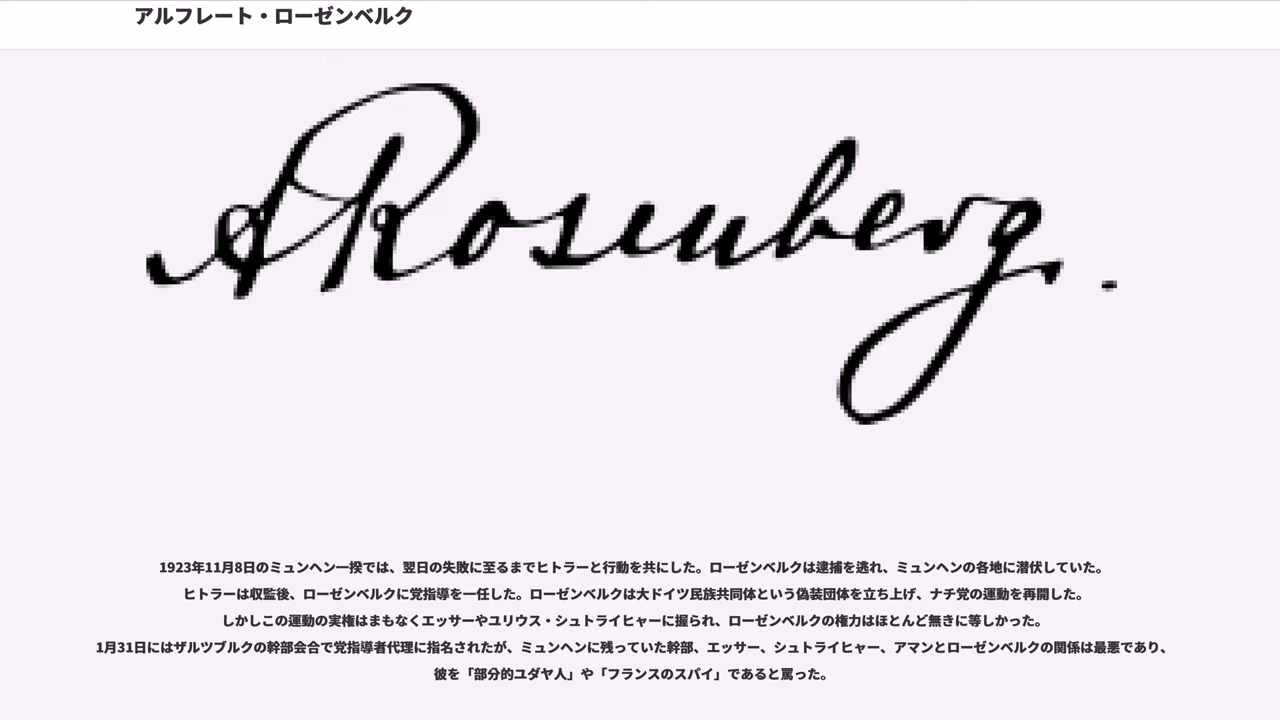 アルフレート・ローゼンベルク
A Rosenberg.
1923年11月8日のミュンヘン一揆では、翌日の失敗に至るまでヒトラーと行動を共にした。ローゼンベルクは逮捕を逃れ、ミュンヘンの各地に潜伏していた。
ヒトラーは収監後、ローゼンベルクに党指導を一任した。ローゼンベルクは大ドイツ民族共同体という偽装団体を立ち上げ、ナチ党の運動を再開した。
しかしこの運動の実権はまもなくエッサーやユリウス・シュトライヒャーに握られ、ローゼンベルクの権力はほとんど無きに等しかった。
1月31日にはザルツブルクの幹部会合で党指導者代理に指名されたが、ミュンヘンに残っていた幹部、エッサー、シュトライヒャー、アマンとローゼンベルクの関係は最悪であり、
彼を「部分的ユダヤ人」や「フランスのスパイ」であると罵った。